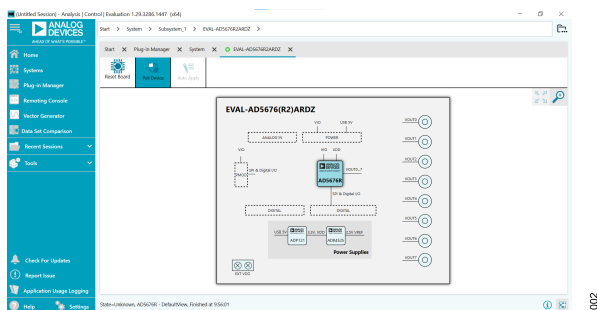 (Untitled Session) - Analysis | Control | Evaluation 1.29.3286.1447 (x64)
ANALOG DEVICES
AHEAD OF WHAT'S POSSIBLE™
Start > System > Subsystem_1 > EVAL-AD5676R2ARDZ >
Start × Plug-in Manager × System × EVAL-AD5676R2ARDZ ×
Home
Systems
Plug-in Manager
Remoting Console
Vector Generator
Data Set Comparison
Recent Sessions
Tools
Check For Updates
Report Issue
Application Usage Logging
Help Settings
Reset Board
Poll Device
Auto Apply
EVAL-AD5676(R2)ARDZ
VIO USB 5V
ANALOG IN POWER
VIO VIO VDD
SPI & Digital I/O
PMOD
ANALOG DEVICES
AD5676R
VOUT0...7
SPI & Digital I/O
DIGITAL DIGITAL
USB 5V ADP121 3.3V, VDD ADR4525 2.5V VREF
Power Supplies
EXT VDD
VOUT0
VOUT1
VOUT2
VOUT3
VOUT4
VOUT5
VOUT6
VOUT7
State=Unknown, AD5676R - DefaultView, Finished at 9:56:01
002